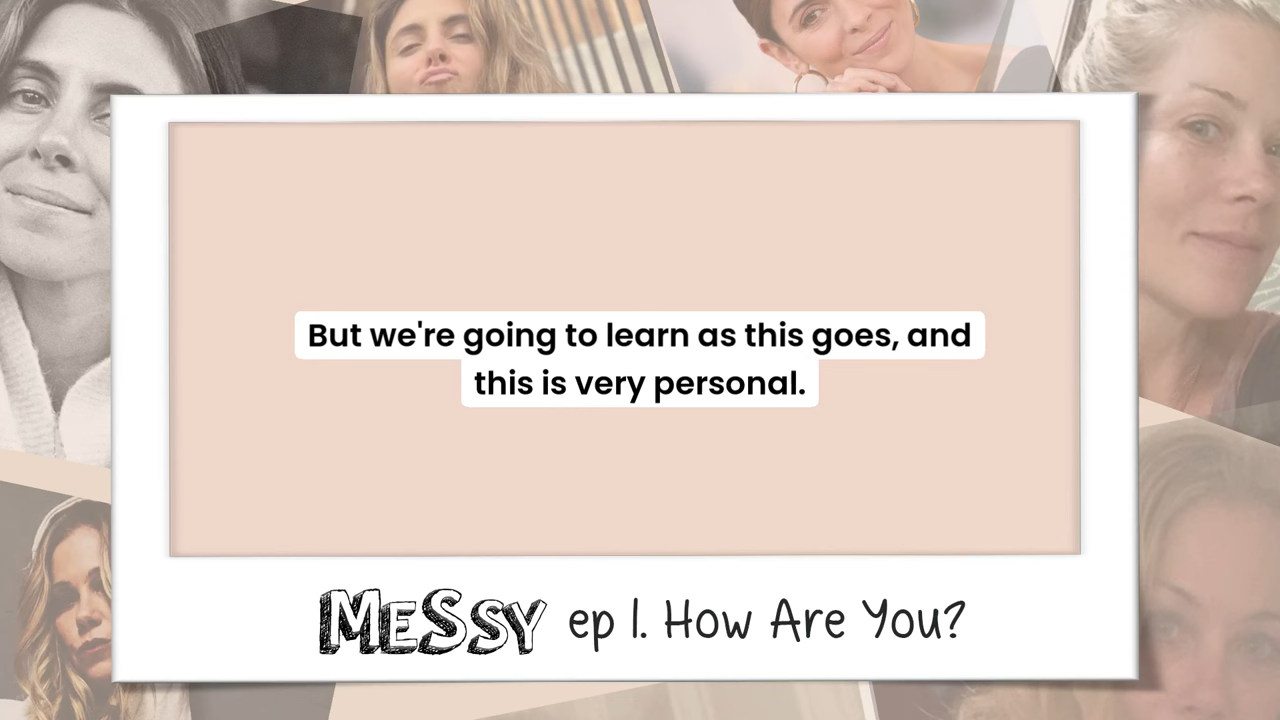 But we're going to learn as this goes, and
this is very personal.
MeSSY ep 1. How Are You?